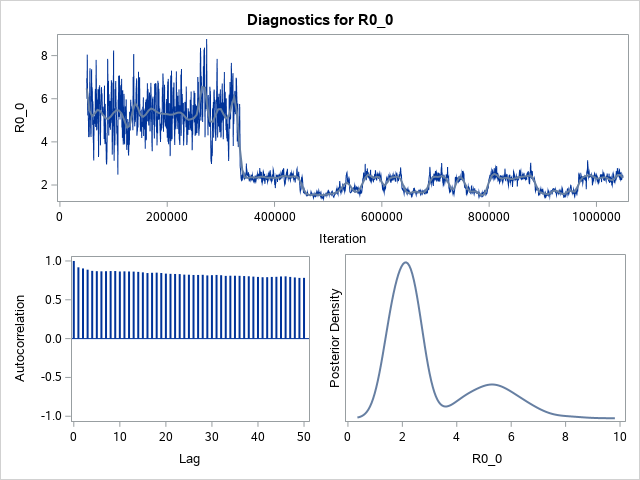 Diagnostics for R0_0
8
6
4
2
R0_0
0 200000 400000 600000 800000 1000000
Iteration
1.0
0.5
0.0
-0.5
-1.0
Autocorrelation
0 10 20 30 40 50
Lag
Posterior Density
0 2 4 6 8 10
R0_0